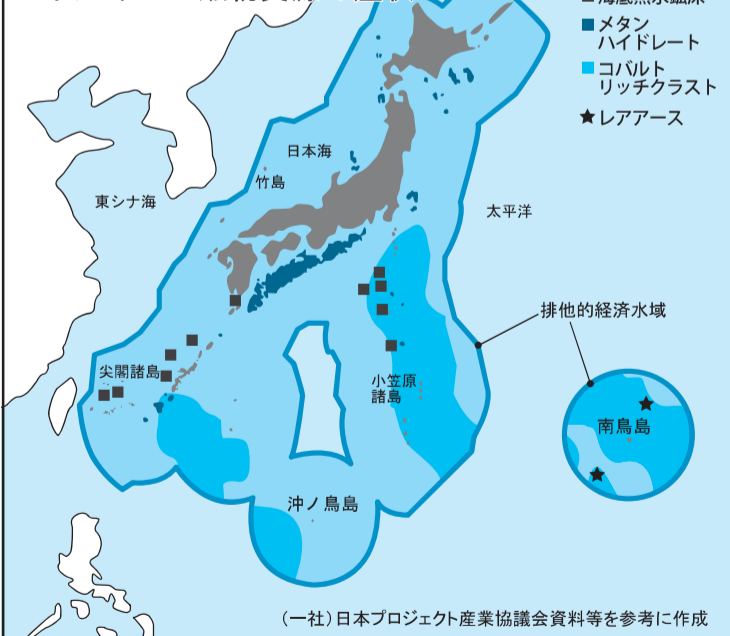 メタン
ハイドレート
コバルト
リッチクラスト
★レアアース
日本海
竹島
東シナ海
太平洋
排他的経済水域
尖閣諸島
小笠原
諸島
南鳥島
沖ノ鳥島
（一社）日本プロジェクト産業協議会資料等を参考に作成